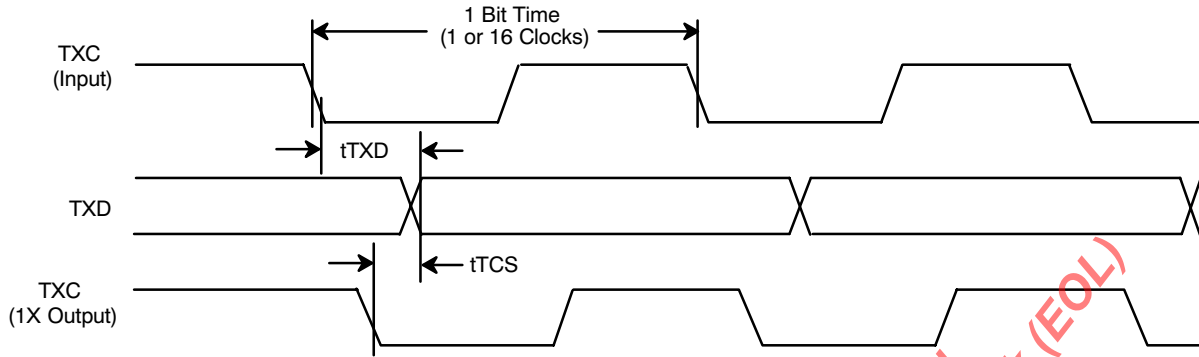 1 Bit Time
(1 or 16 Clocks)
TXC
(Input)
tTXD
TXD
tTCS
TXC
(1X Output)
(EOL)